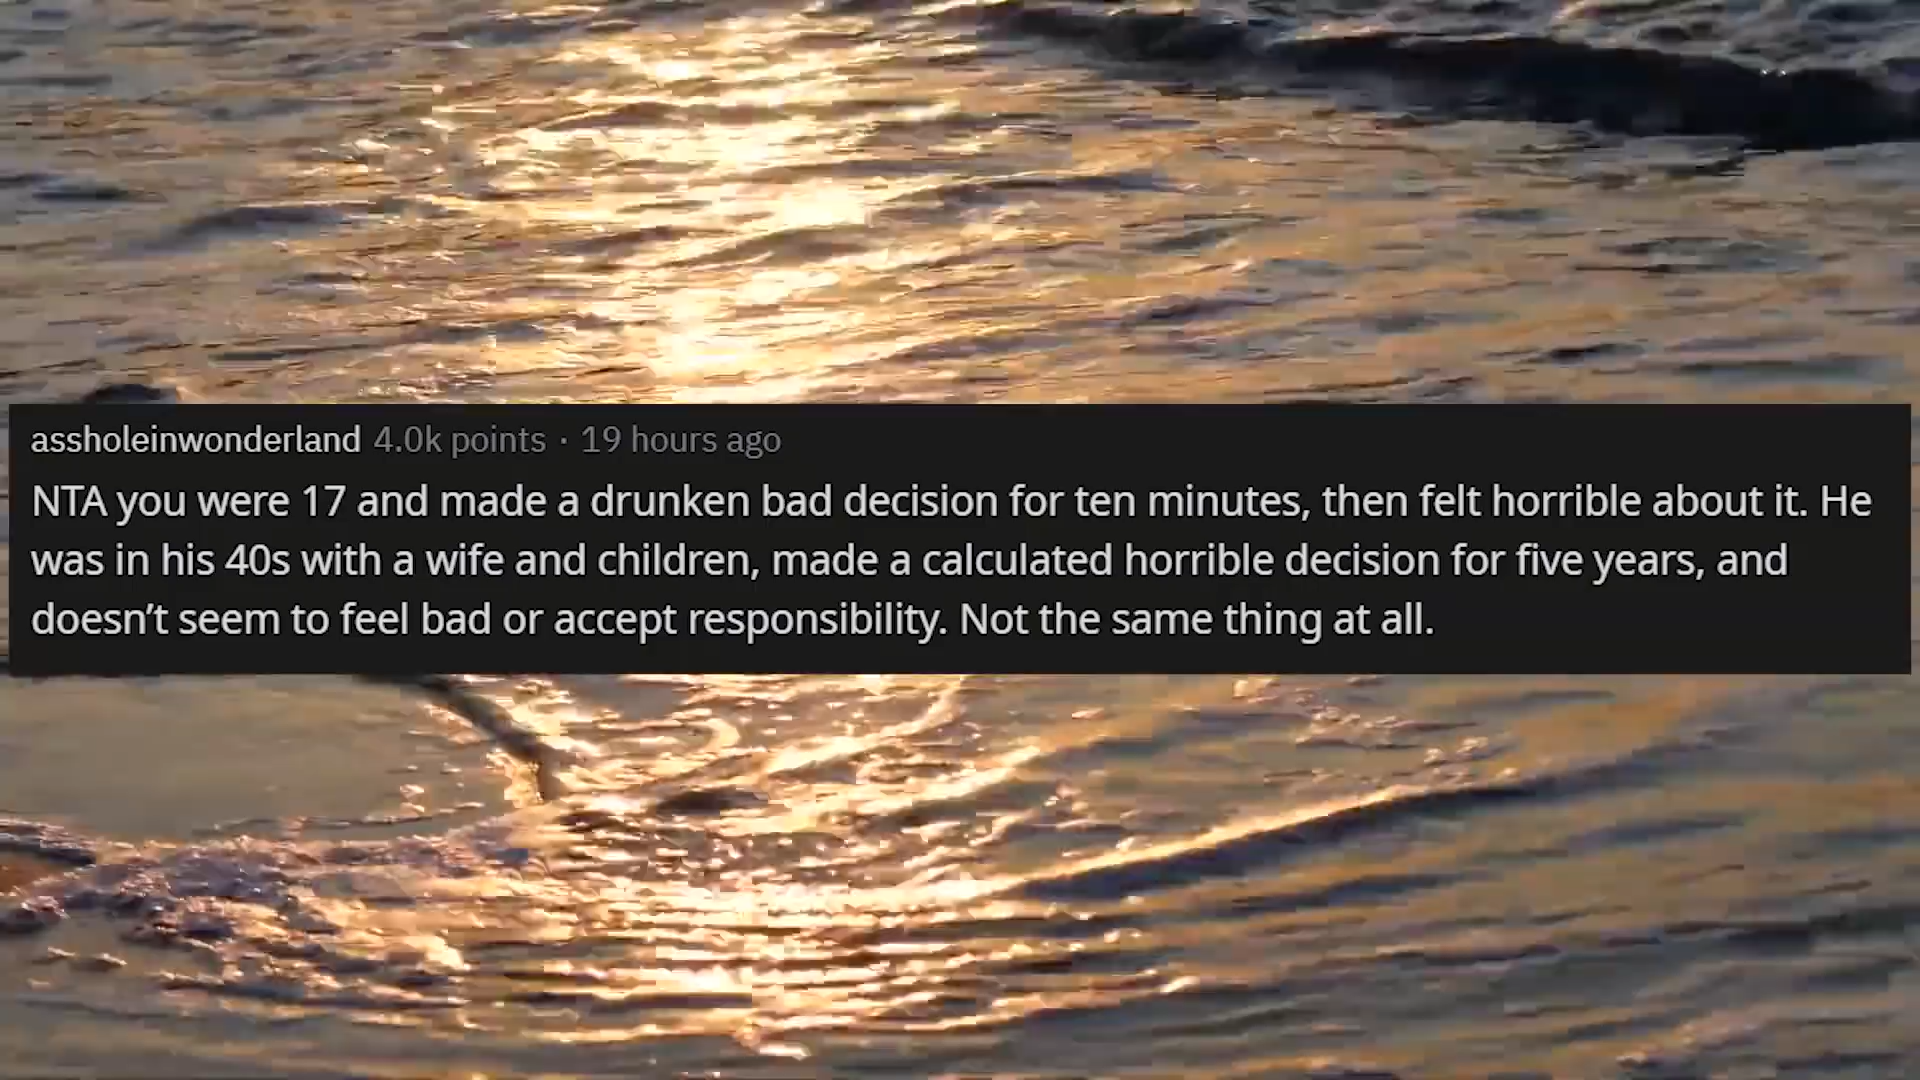 assholeinwonderland 4.0k points · 19 hours ago
NTA you were 17 and made a drunken bad decision for ten minutes, then felt horrible about it. He
was in his 40s with a wife and children, made a calculated horrible decision for five years, and
doesn’t seem to feel bad or accept responsibility. Not the same thing at all.